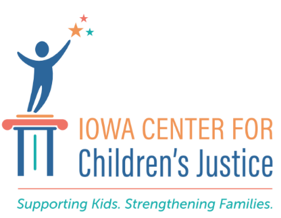 IOWA CENTER FOR
Children's Justice
Supporting Kids. Strengthening Families.